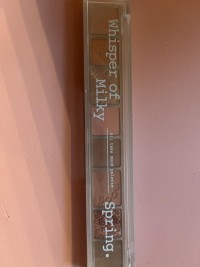 Whisper of
Milky
Spring.